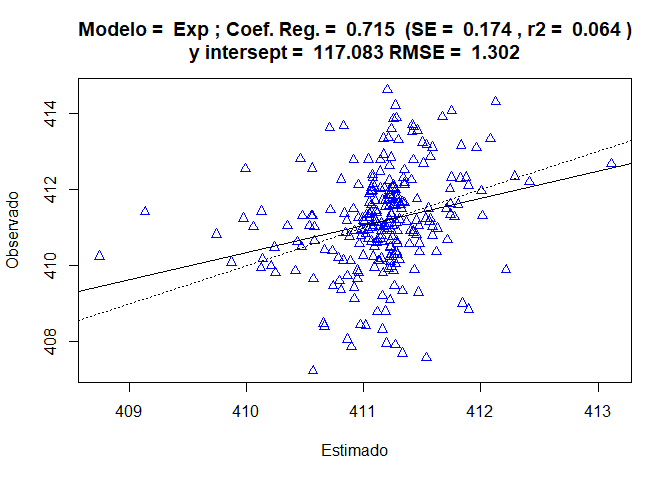 Modelo = Exp ; Coef. Reg. = 0.715 (SE = 0.174 , r2 = 0.064 )
y intersept = 117.083 RMSE = 1.302
414
412
410
408
Observado
409
410
411
412
413
Estimado